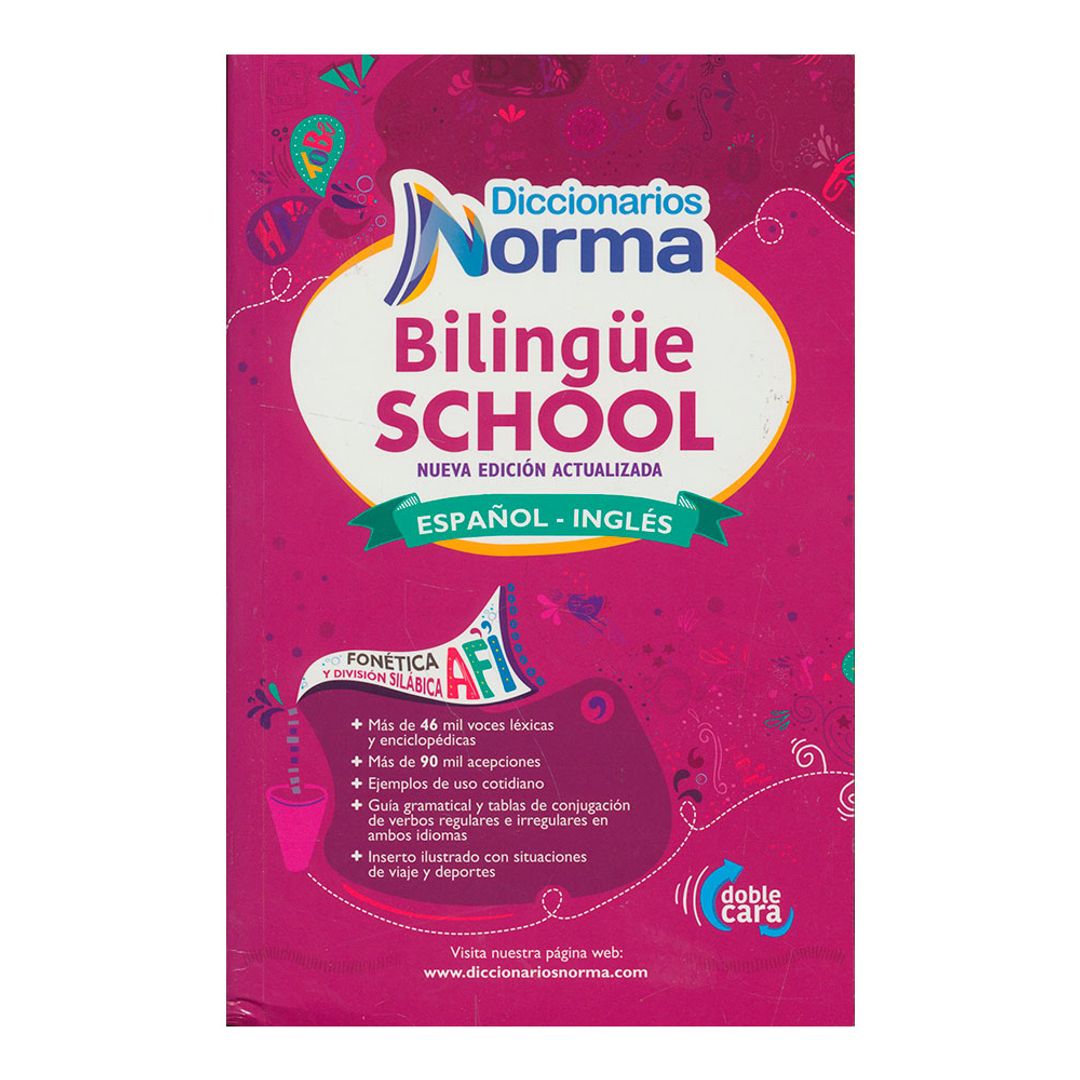 TOBE
Diccionarios
Norma
Bilingüe
SCHOOL
NUEVA EDICIÓN ACTUALIZADA
ESPAÑOL - INGLÉS
FONÉTICA
Y DIVISIÓN SILÁBICA
AFI
+ Más de 46 mil voces léxicas
y enciclopédicas
+ Más de 90 mil acepciones
+ Ejemplos de uso cotidiano
+ Guía gramatical y tablas de conjugación
de verbos regulares e irregulares en
ambos idiomas
+ Inserto ilustrado con situaciones
de viaje y deportes
doble
cara
Visita nuestra página web:
www.diccionariosnorma.com